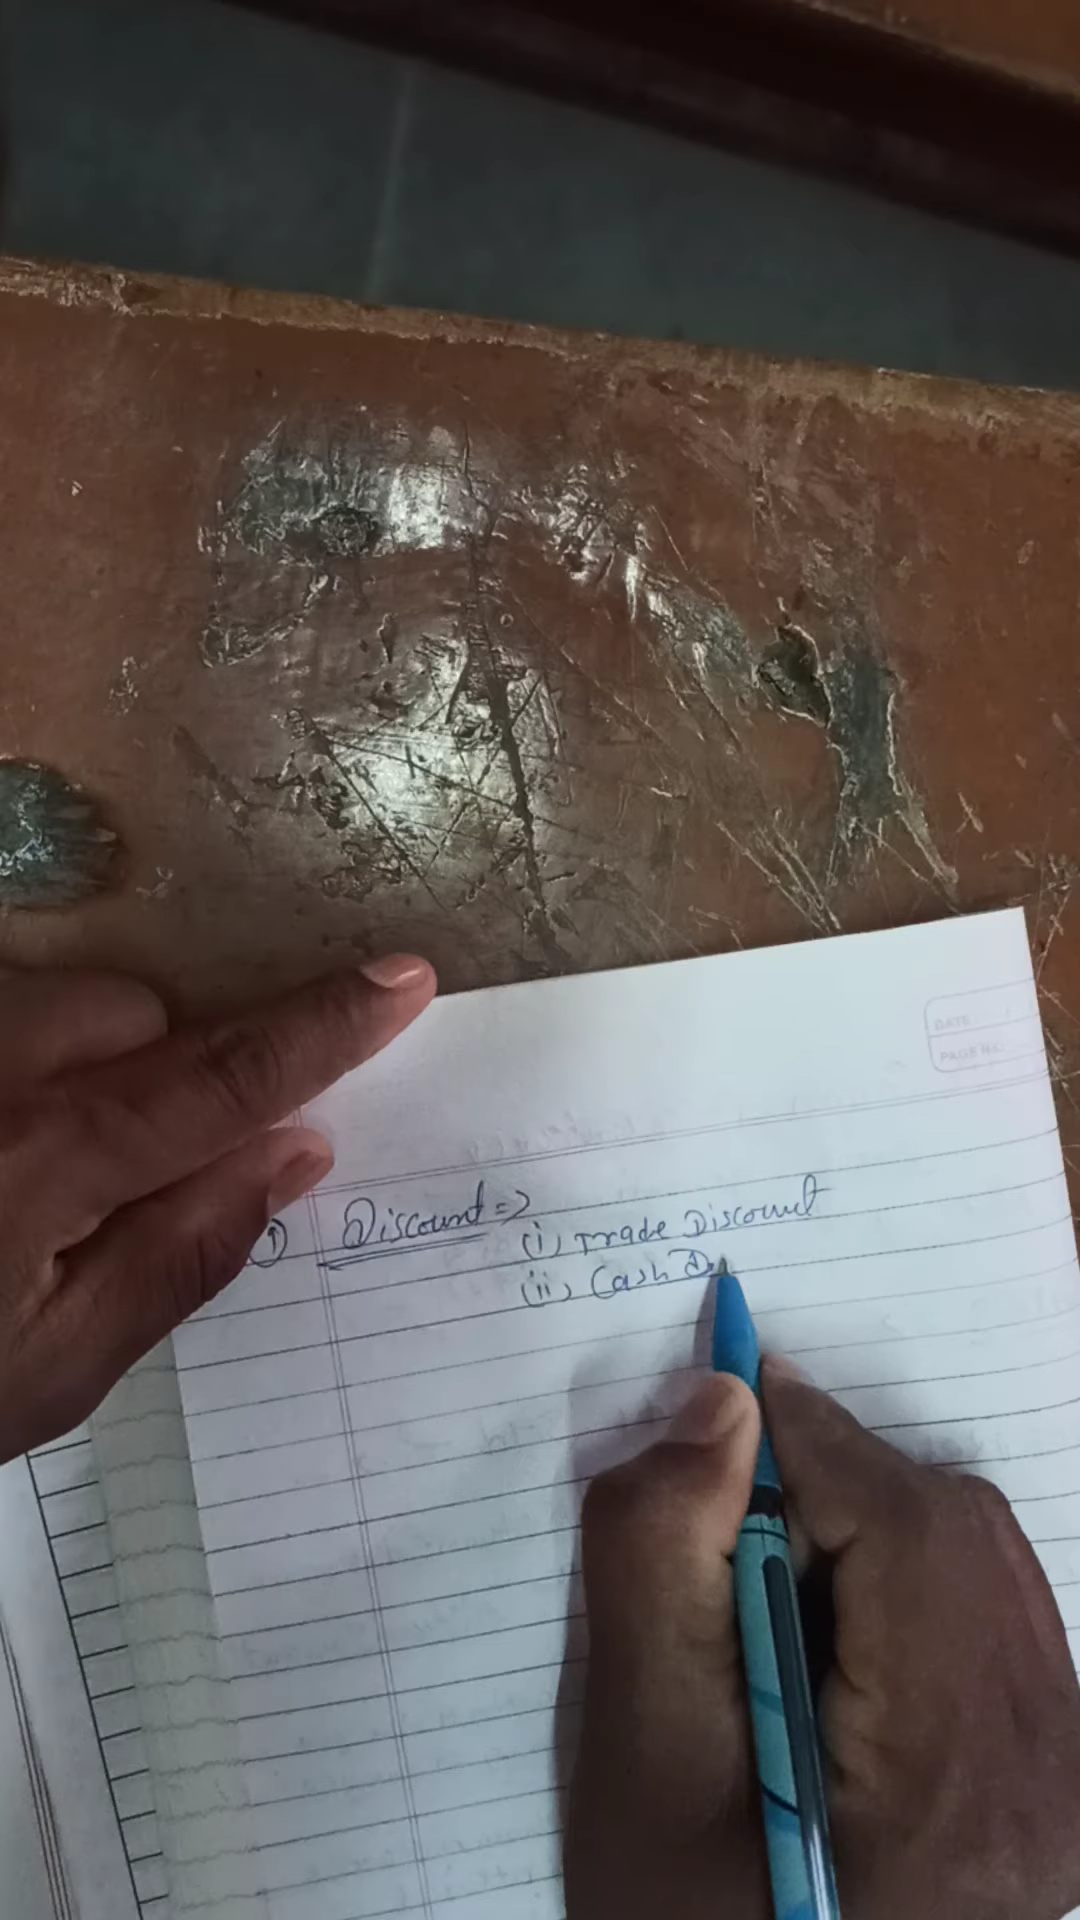 DATE
PAGE No.
① Discount =>
(i) Trade Discount
(ii) Cash D